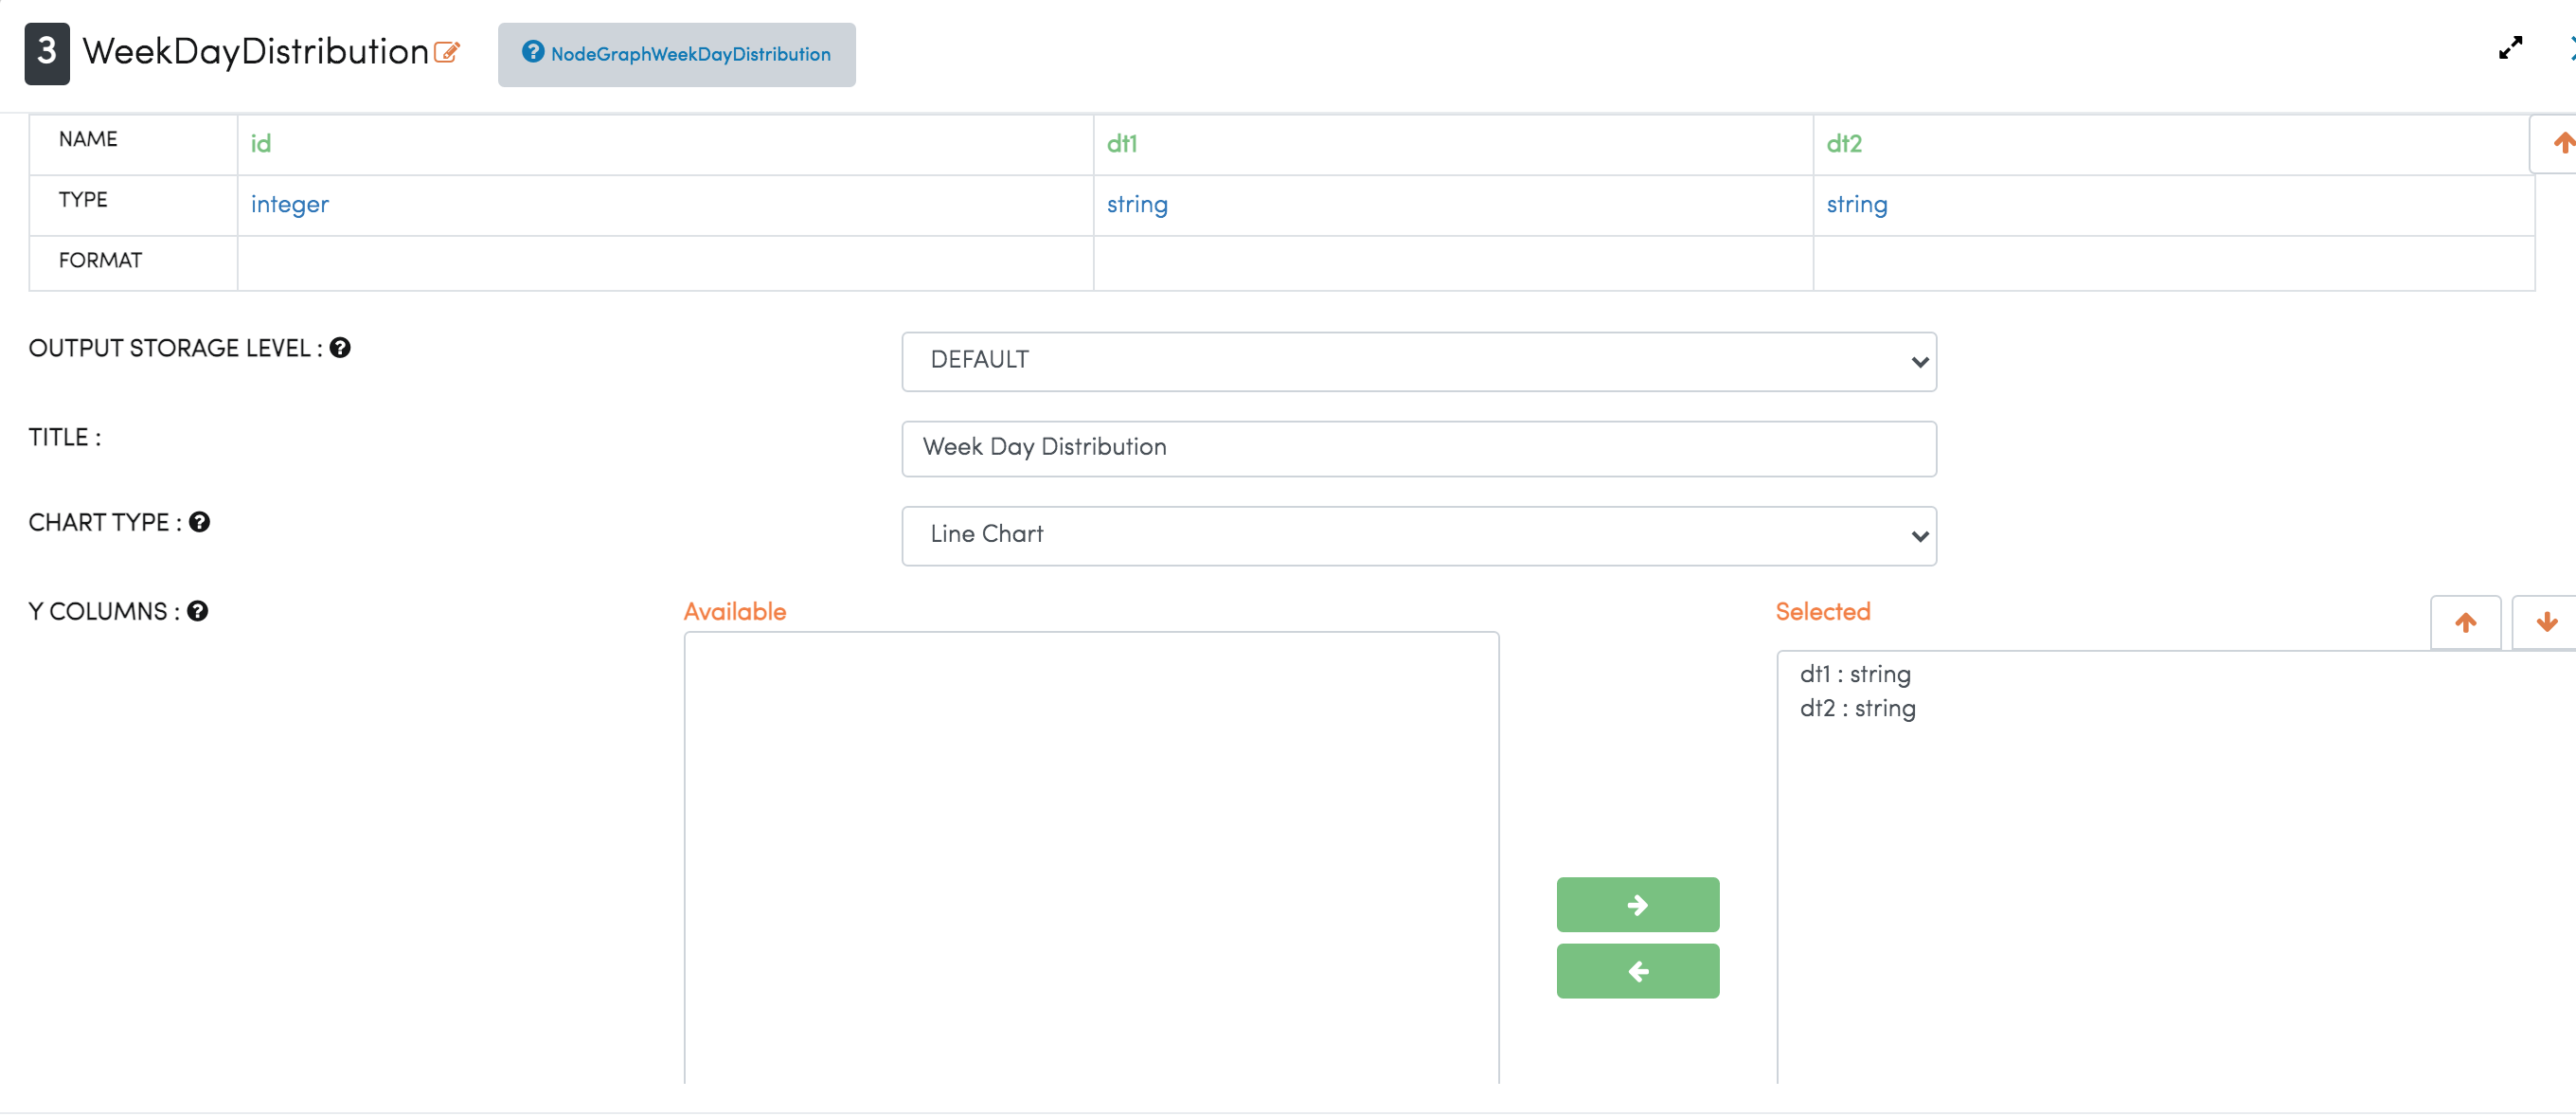 3 WeekDayDistribution ? NodeGraphWeekDayDistribution
NAME id dt1 dt2
TYPE integer string string
FORMAT
OUTPUT STORAGE LEVEL : ? DEFAULT
TITLE : Week Day Distribution
CHART TYPE : ? Line Chart
Y COLUMNS : ? Available Selected
dt1 : string
dt2 : string